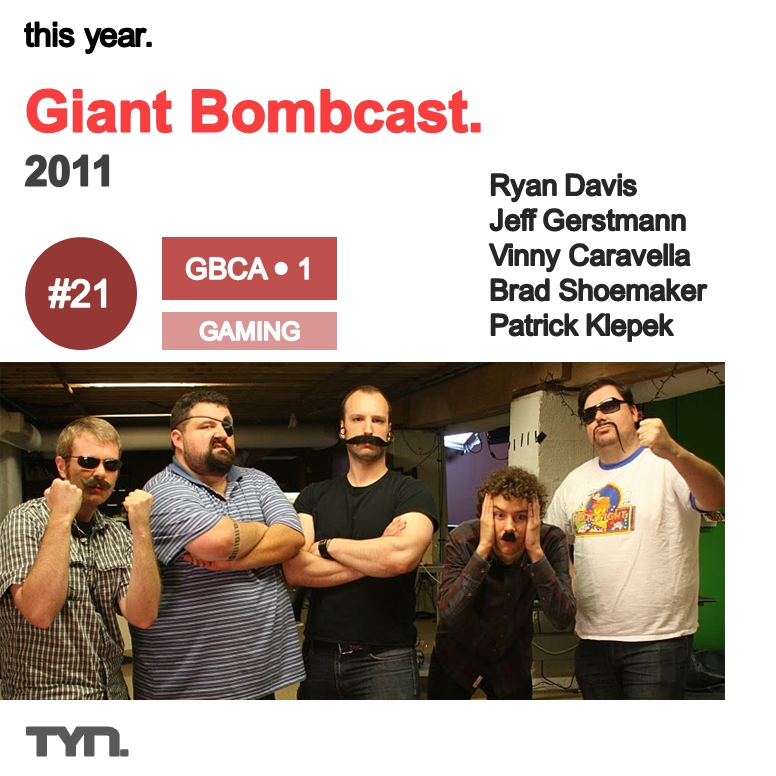 this year.
Giant Bombcast.
2011
Ryan Davis
Jeff Gerstmann
Vinny Caravella
Brad Shoemaker
Patrick Klepek
#21
GBCA • 1
GAMING
TYN.